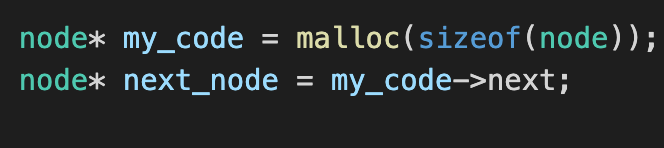 node* my_code = malloc(sizeof(node));
node* next_node = my_code->next;